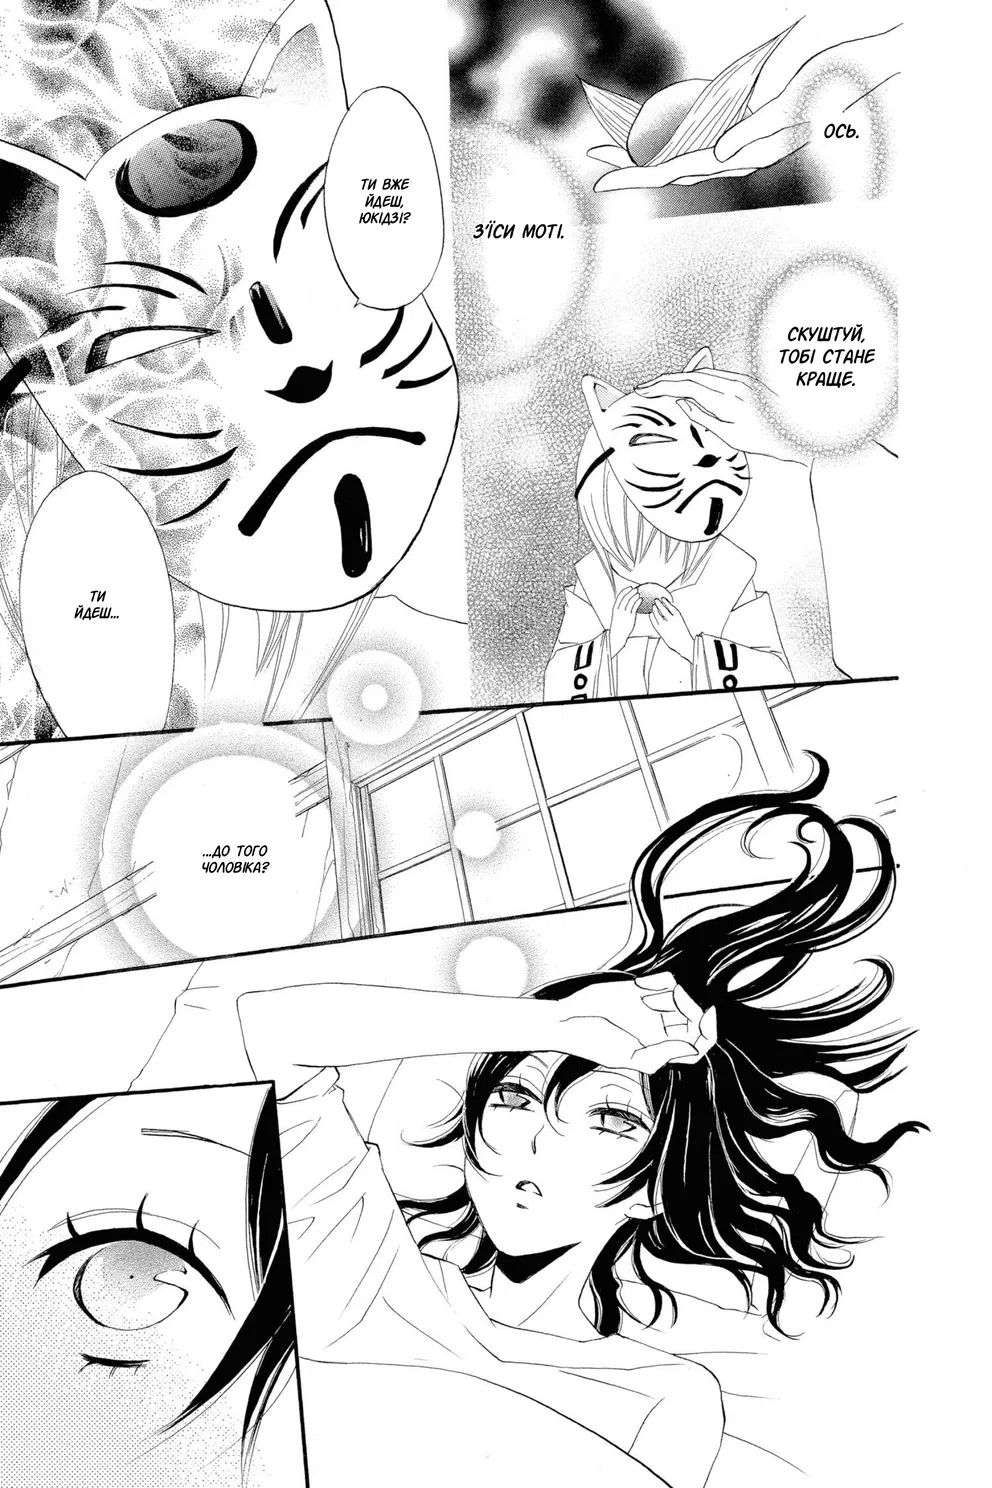 ОСЬ.
З'ЇСИ МОТІ.
СКУШТУЙ,
ТОБІ СТАНЕ
КРАЩЕ.
ТИ ВЖЕ
ЙДЕШ,
ЮКІДЗІ?
ТИ
ЙДЕШ...
...ДО ТОГО
ЧОЛОВІКА?